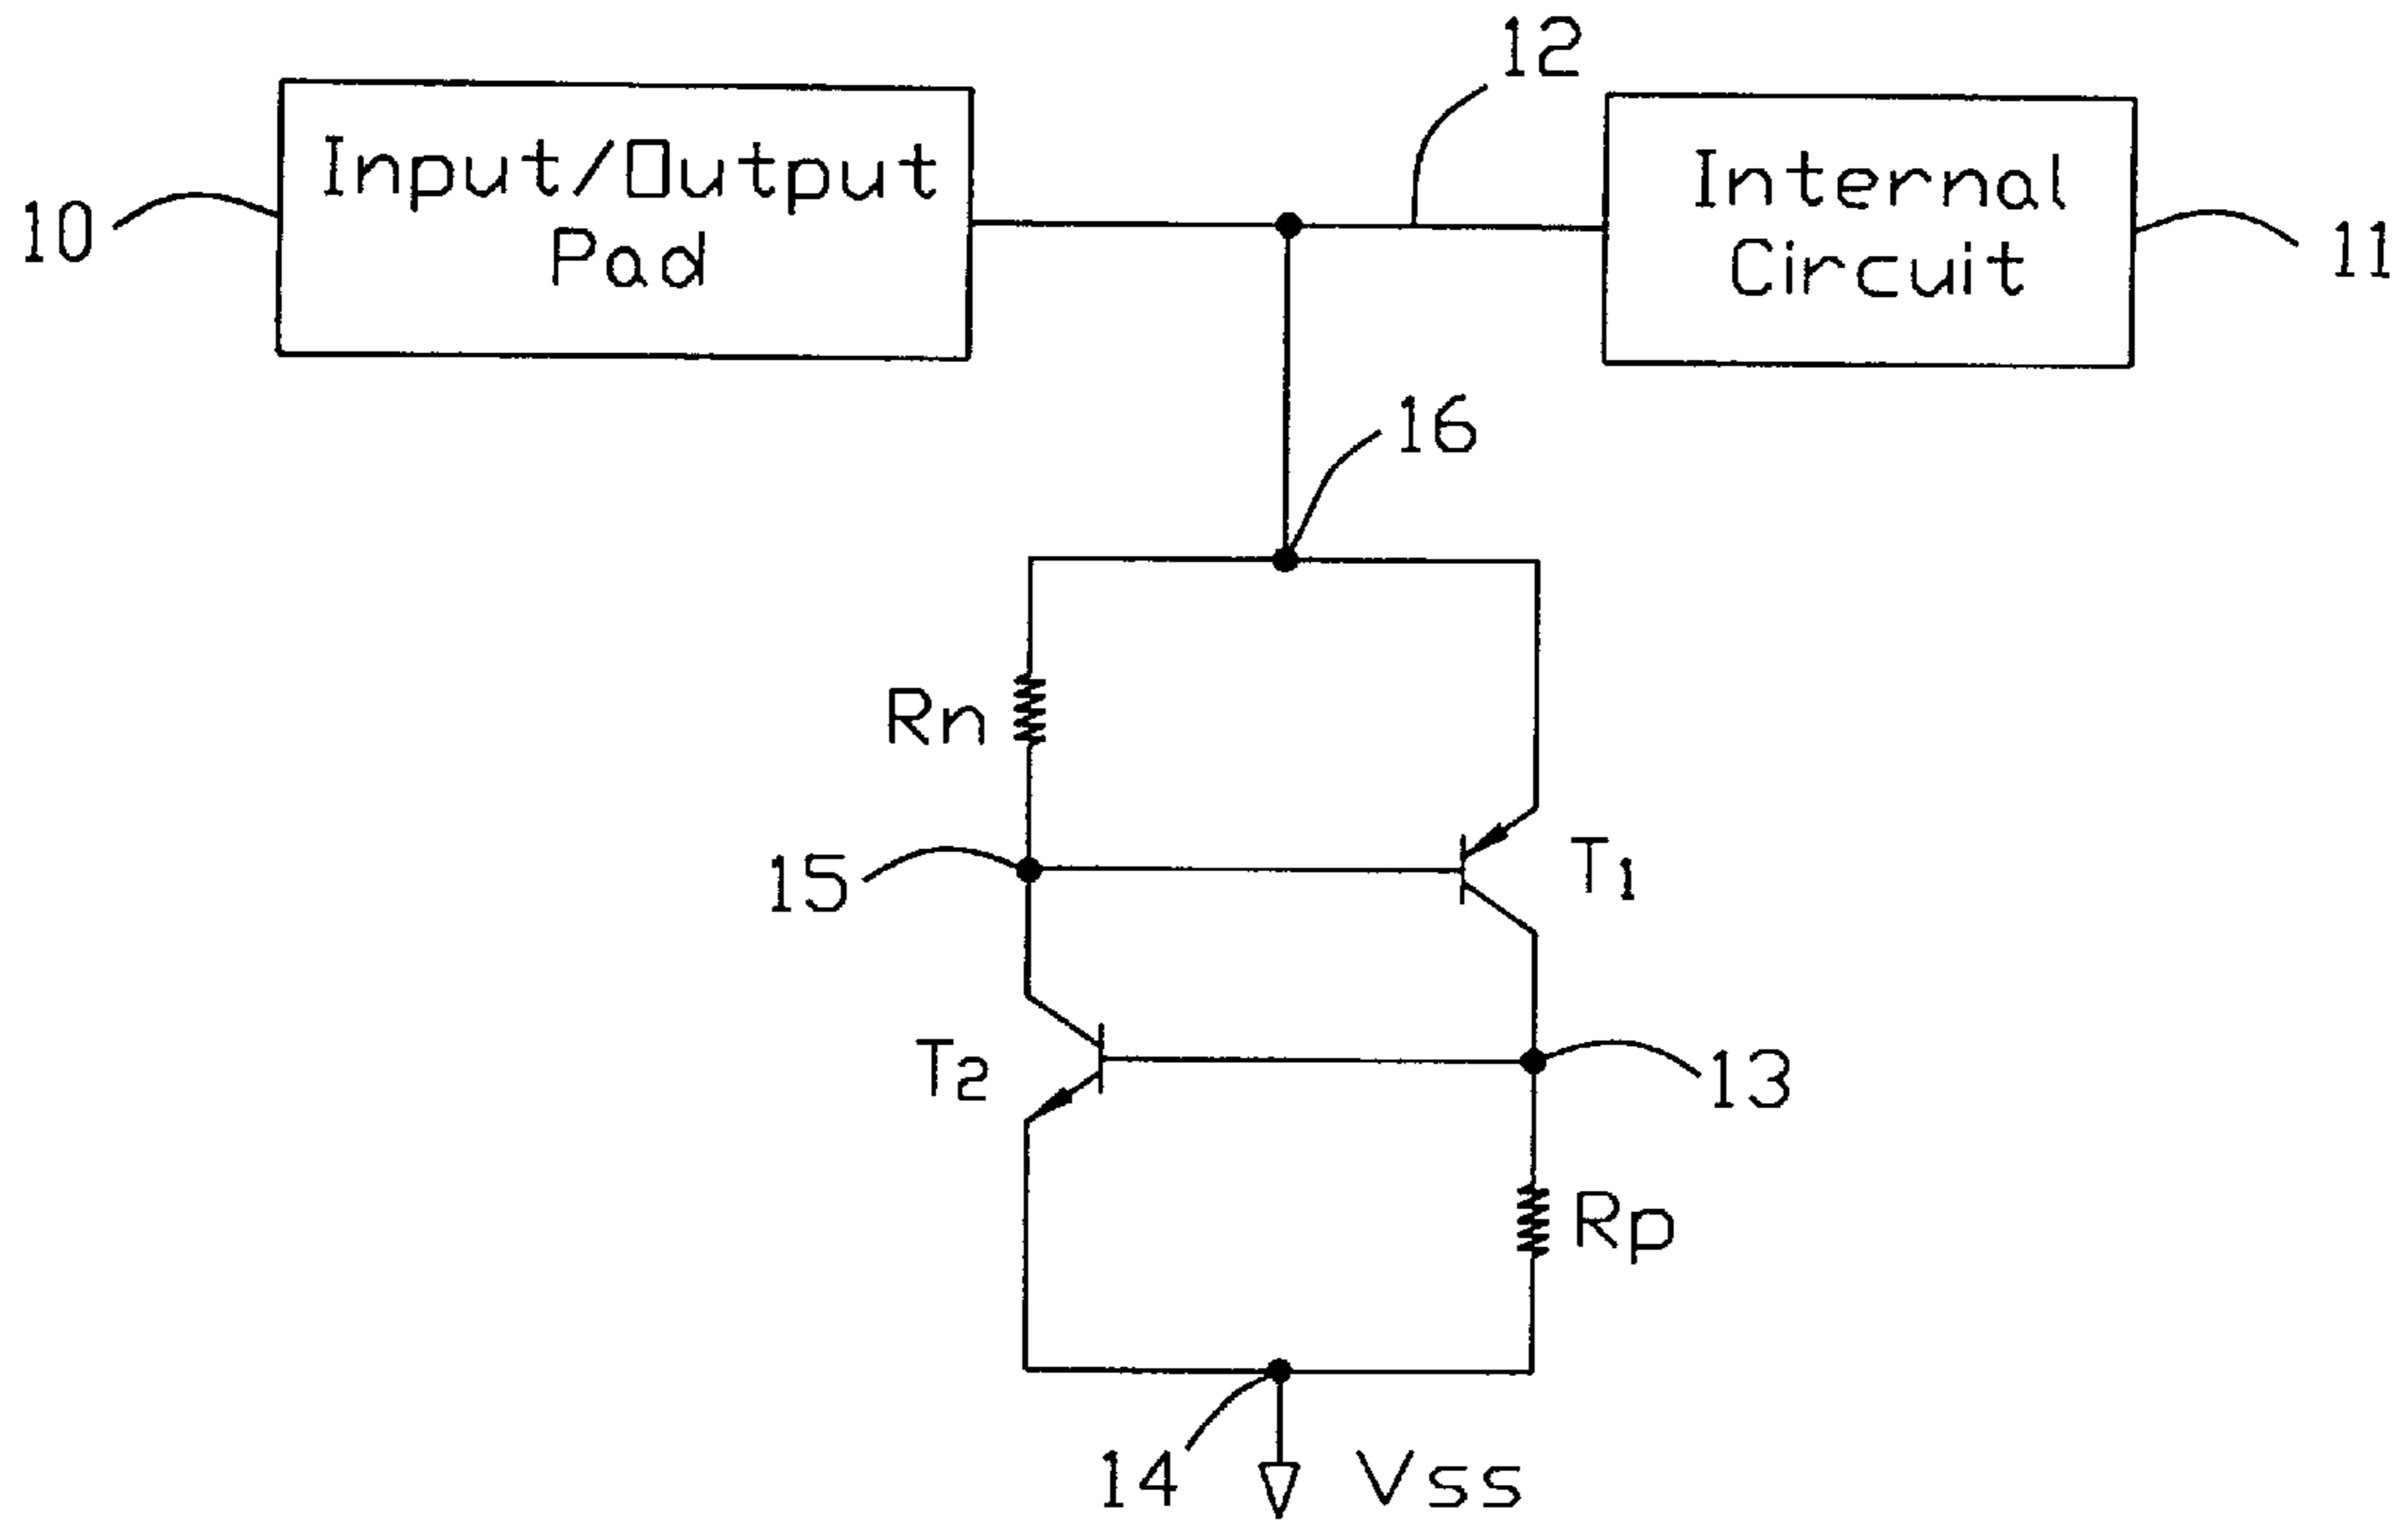 12
Input/Output
Pad
Internal
Circuit
10
11
16
Rn
15
T1
T2
13
Rp
14
Vss